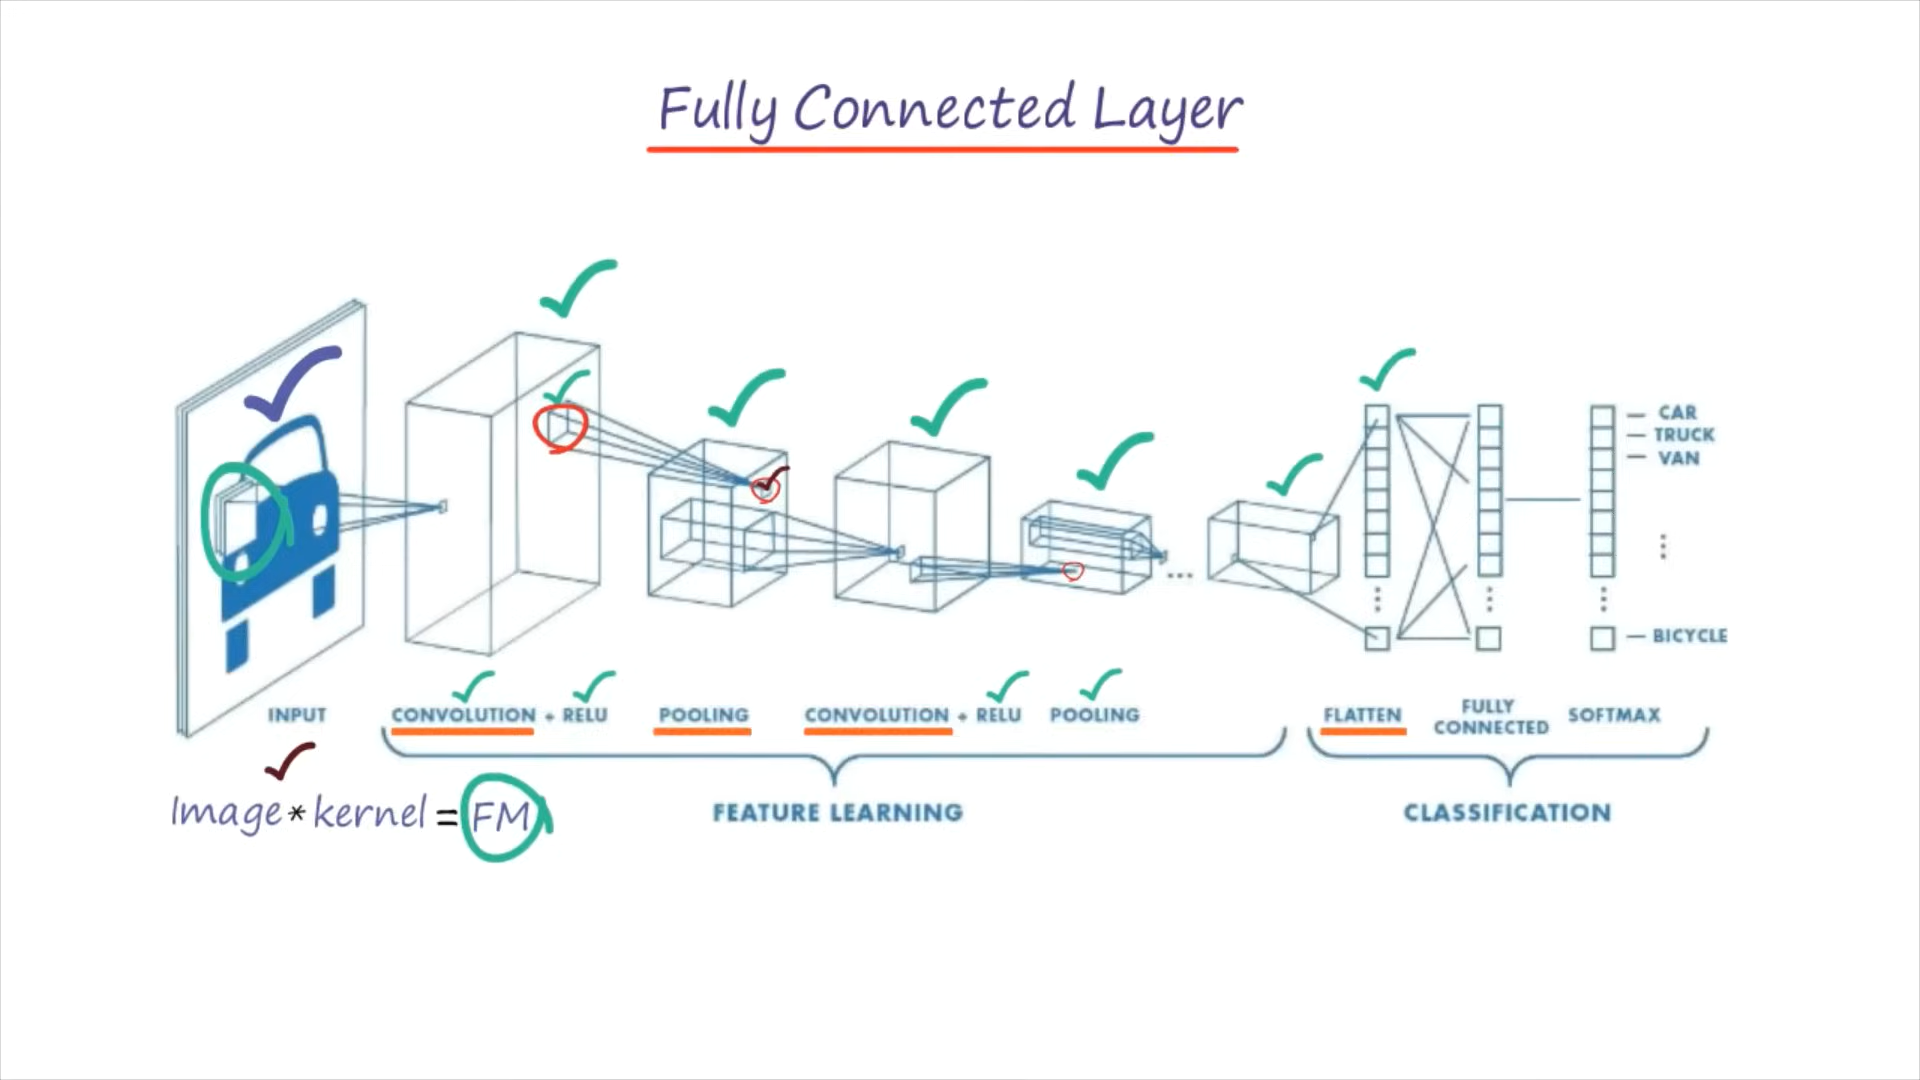 Fully Connected Layer
CAR
TRUCK
VAN
BICYCLE
INPUT
CONVOLUTION + RELU
POOLING
CONVOLUTION + RELU
POOLING
FLATTEN
FULLY
CONNECTED
SOFTMAX
Image * kernel = FM
FEATURE LEARNING
CLASSIFICATION